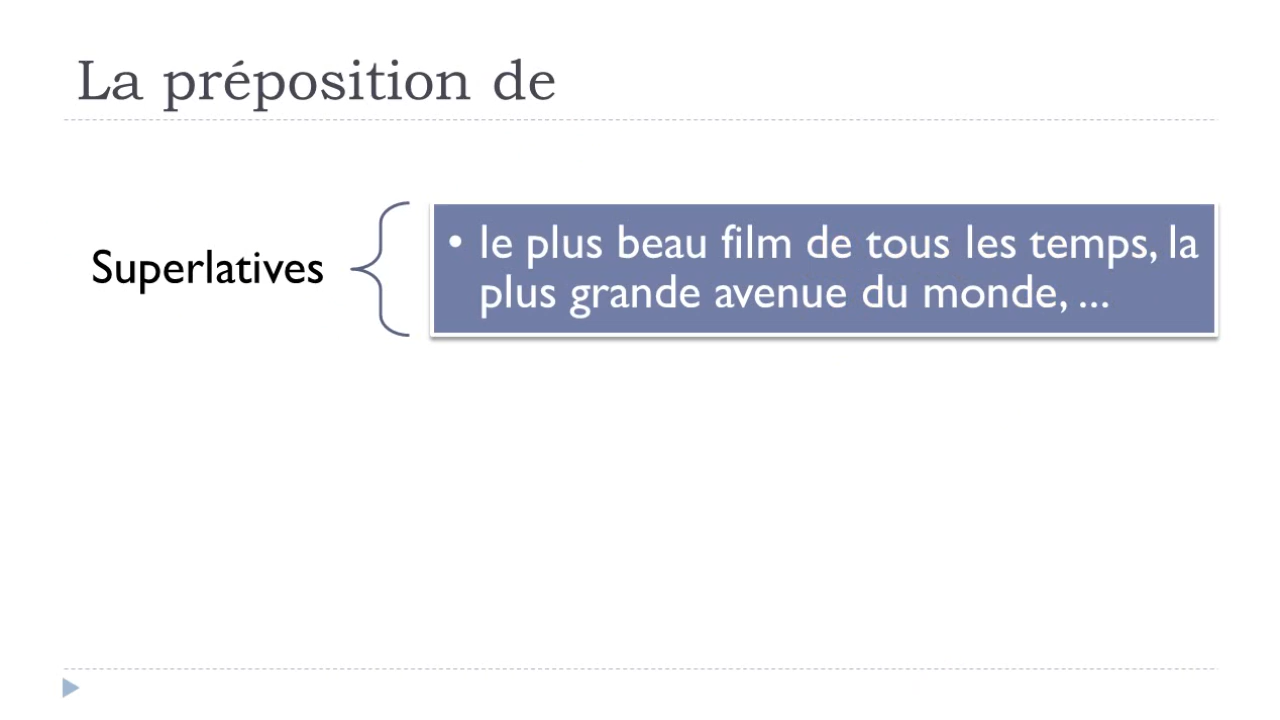 La préposition de
Superlatives
• le plus beau film de tous les temps, la
plus grande avenue du monde, ...